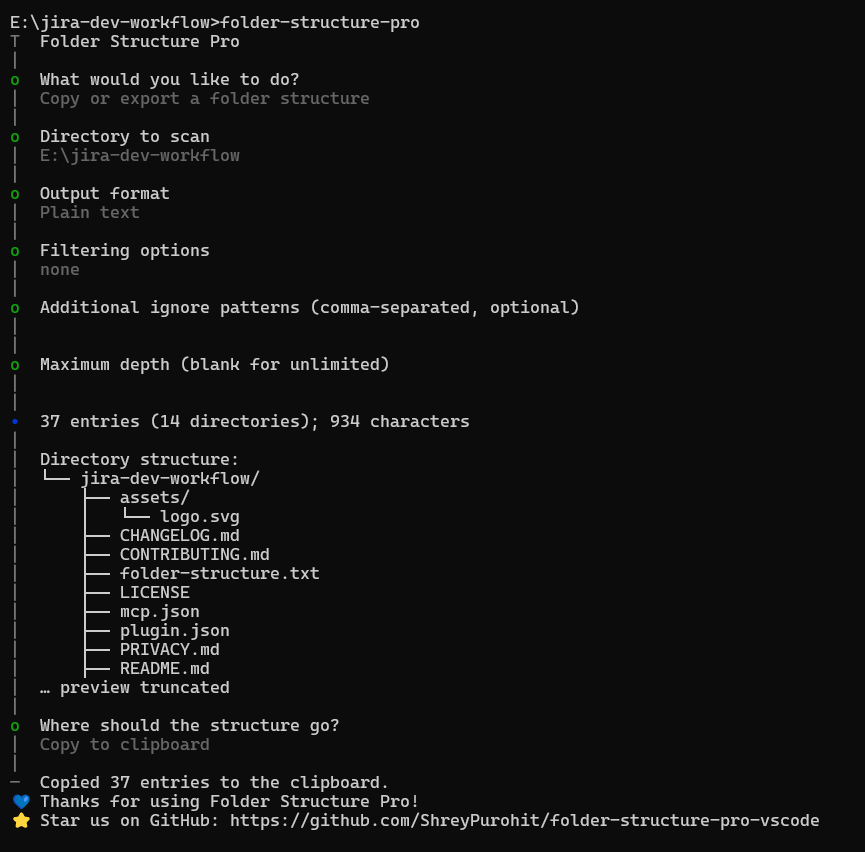 E:\jira-dev-workflow>folder-structure-pro
T  Folder Structure Pro
│
o  What would you like to do?
│  Copy or export a folder structure
│
o  Directory to scan
│  E:\jira-dev-workflow
│
o  Output format
│  Plain text
│
o  Filtering options
│  none
│
o  Additional ignore patterns (comma-separated, optional)
│
│
o  Maximum depth (blank for unlimited)
│
│
•  37 entries (14 directories); 934 characters
│
│  Directory structure:
│  └── jira-dev-workflow/
│      ├── assets/
│      │   └── logo.svg
│      ├── CHANGELOG.md
│      ├── CONTRIBUTING.md
│      ├── folder-structure.txt
│      ├── LICENSE
│      ├── mcp.json
│      ├── plugin.json
│      ├── PRIVACY.md
│      ├── README.md
│  … preview truncated
│
o  Where should the structure go?
│  Copy to clipboard
│
—  Copied 37 entries to the clipboard.
💙 Thanks for using Folder Structure Pro!
⭐ Star us on GitHub: https://github.com/ShreyPurohit/folder-structure-pro-vscode